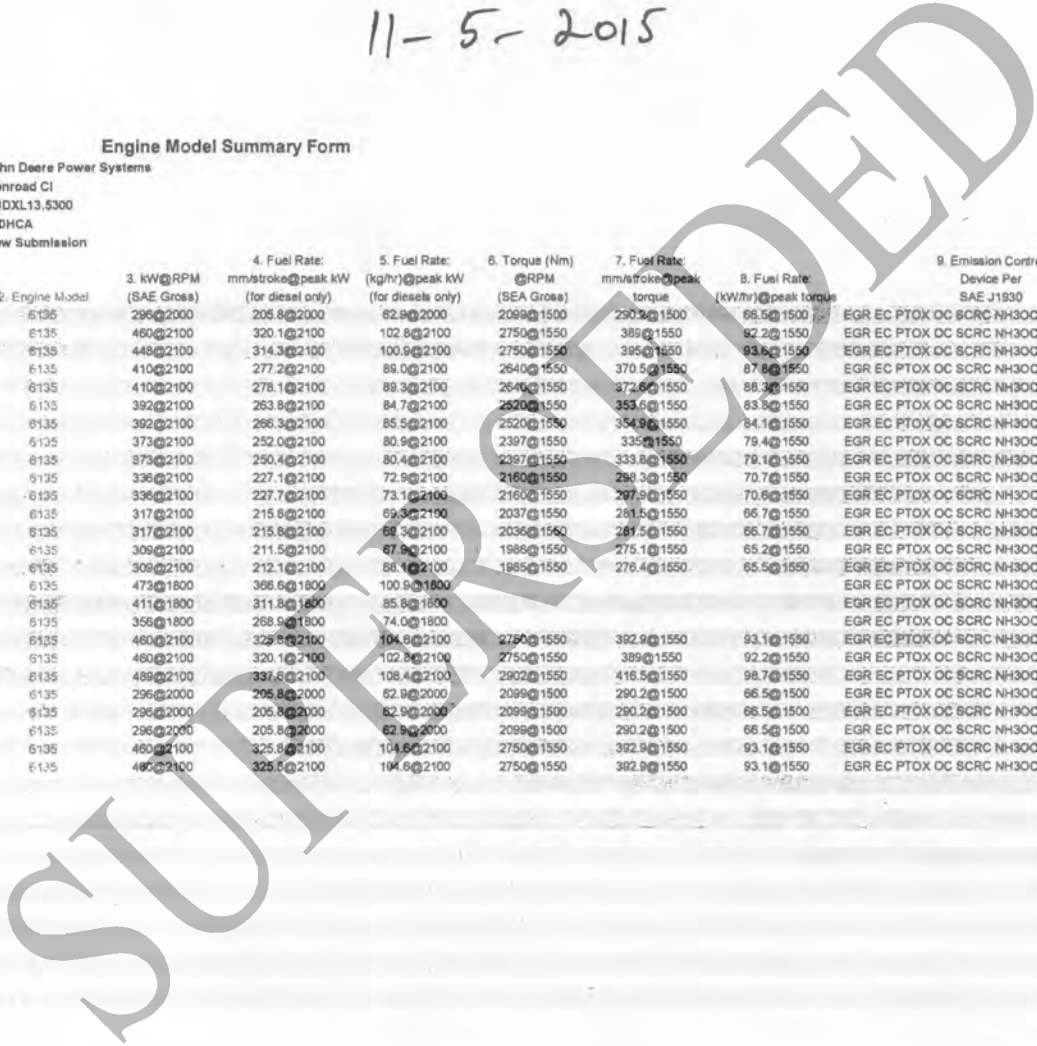 11-5-2015
SUPERSEDED
Engine Model Summary Form
hn Deere Power Systems
onroad CI
JDXL13.5300
0HCA
ew Submission
4. Fuel Rate: 5. Fuel Rate: 6. Torque (Nm) 7. Fuel Rate: 9. Emission Contr
3. kW@RPM mm/stroke@peak kW (kg/hr)@peak kW @RPM mm/stroke@peak 8. Fuel Rate: Device Per
2. Engine Model (SAE Gross) (for diesel only) (for diesels only) (SEA Gross) torque (kW/hr)@peak torque SAE J1930
6135 296@2000 205.8@2000 62.9@2000 2099@1500 290.2@1500 66.5@1500 EGR EC PTOX OC SCRC NH3OC
6135 460@2100 320.1@2100 102.8@2100 2750@1550 389@1550 92.2@1550 EGR EC PTOX OC SCRC NH3OC
6135 448@2100 314.3@2100 100.9@2100 2750@1550 395@1550 93.6@1550 EGR EC PTOX OC SCRC NH3OC
6135 410@2100 277.2@2100 89.0@2100 2640@1550 370.5@1550 87.8@1550 EGR EC PTOX OC SCRC NH3OC
6135 410@2100 278.1@2100 89.3@2100 2640@1550 372.6@1550 88.3@1550 EGR EC PTOX OC SCRC NH3OC
6135 392@2100 263.8@2100 84.7@2100 2520@1550 353.6@1550 83.8@1550 EGR EC PTOX OC SCRC NH3OC
6135 392@2100 266.3@2100 85.5@2100 2520@1550 354.9@1550 84.1@1550 EGR EC PTOX OC SCRC NH3OC
6135 373@2100 252.0@2100 80.9@2100 2397@1550 335@1550 79.4@1550 EGR EC PTOX OC SCRC NH3OC
6135 373@2100 250.4@2100 80.4@2100 2397@1550 333.8@1550 79.1@1550 EGR EC PTOX OC SCRC NH3OC
6135 336@2100 227.1@2100 72.9@2100 2160@1550 298.3@1550 70.7@1550 EGR EC PTOX OC SCRC NH3OC
6135 336@2100 227.7@2100 73.1@2100 2160@1550 297.9@1550 70.6@1550 EGR EC PTOX OC SCRC NH3OC
6135 317@2100 215.8@2100 69.3@2100 2037@1550 281.5@1550 66.7@1550 EGR EC PTOX OC SCRC NH3OC
6135 317@2100 215.8@2100 69.3@2100 2036@1550 281.5@1550 66.7@1550 EGR EC PTOX OC SCRC NH3OC
6135 309@2100 211.5@2100 67.9@2100 1986@1550 275.1@1550 65.2@1550 EGR EC PTOX OC SCRC NH3OC
6135 309@2100 212.1@2100 68.1@2100 1985@1550 276.4@1550 65.5@1550 EGR EC PTOX OC SCRC NH3OC
6135 473@1800 366.6@1800 100.9@1800 EGR EC PTOX OC SCRC NH3OC
6135 411@1800 311.8@1800 85.8@1800 EGR EC PTOX OC SCRC NH3OC
6135 356@1800 268.9@1800 74.0@1800 EGR EC PTOX OC SCRC NH3OC
6135 460@2100 325.8@2100 104.6@2100 2750@1550 392.9@1550 93.1@1550 EGR EC PTOX OC SCRC NH3OC
6135 460@2100 320.1@2100 102.8@2100 2750@1550 389@1550 92.2@1550 EGR EC PTOX OC SCRC NH3OC
6135 489@2100 337.6@2100 108.4@2100 2902@1550 416.5@1550 98.7@1550 EGR EC PTOX OC SCRC NH3OC
6135 296@2000 205.8@2000 62.9@2000 2099@1500 290.2@1500 66.5@1500 EGR EC PTOX OC SCRC NH3OC
6135 296@2000 205.8@2000 62.9@2000 2099@1500 290.2@1500 66.5@1500 EGR EC PTOX OC SCRC NH3OC
6135 296@2000 205.8@2000 62.9@2000 2099@1500 290.2@1500 66.5@1500 EGR EC PTOX OC SCRC NH3OC
6135 460@2100 325.8@2100 104.6@2100 2750@1550 392.9@1550 93.1@1550 EGR EC PTOX OC SCRC NH3OC
6135 460@2100 325.8@2100 104.6@2100 2750@1550 392.9@1550 93.1@1550 EGR EC PTOX OC SCRC NH3OC